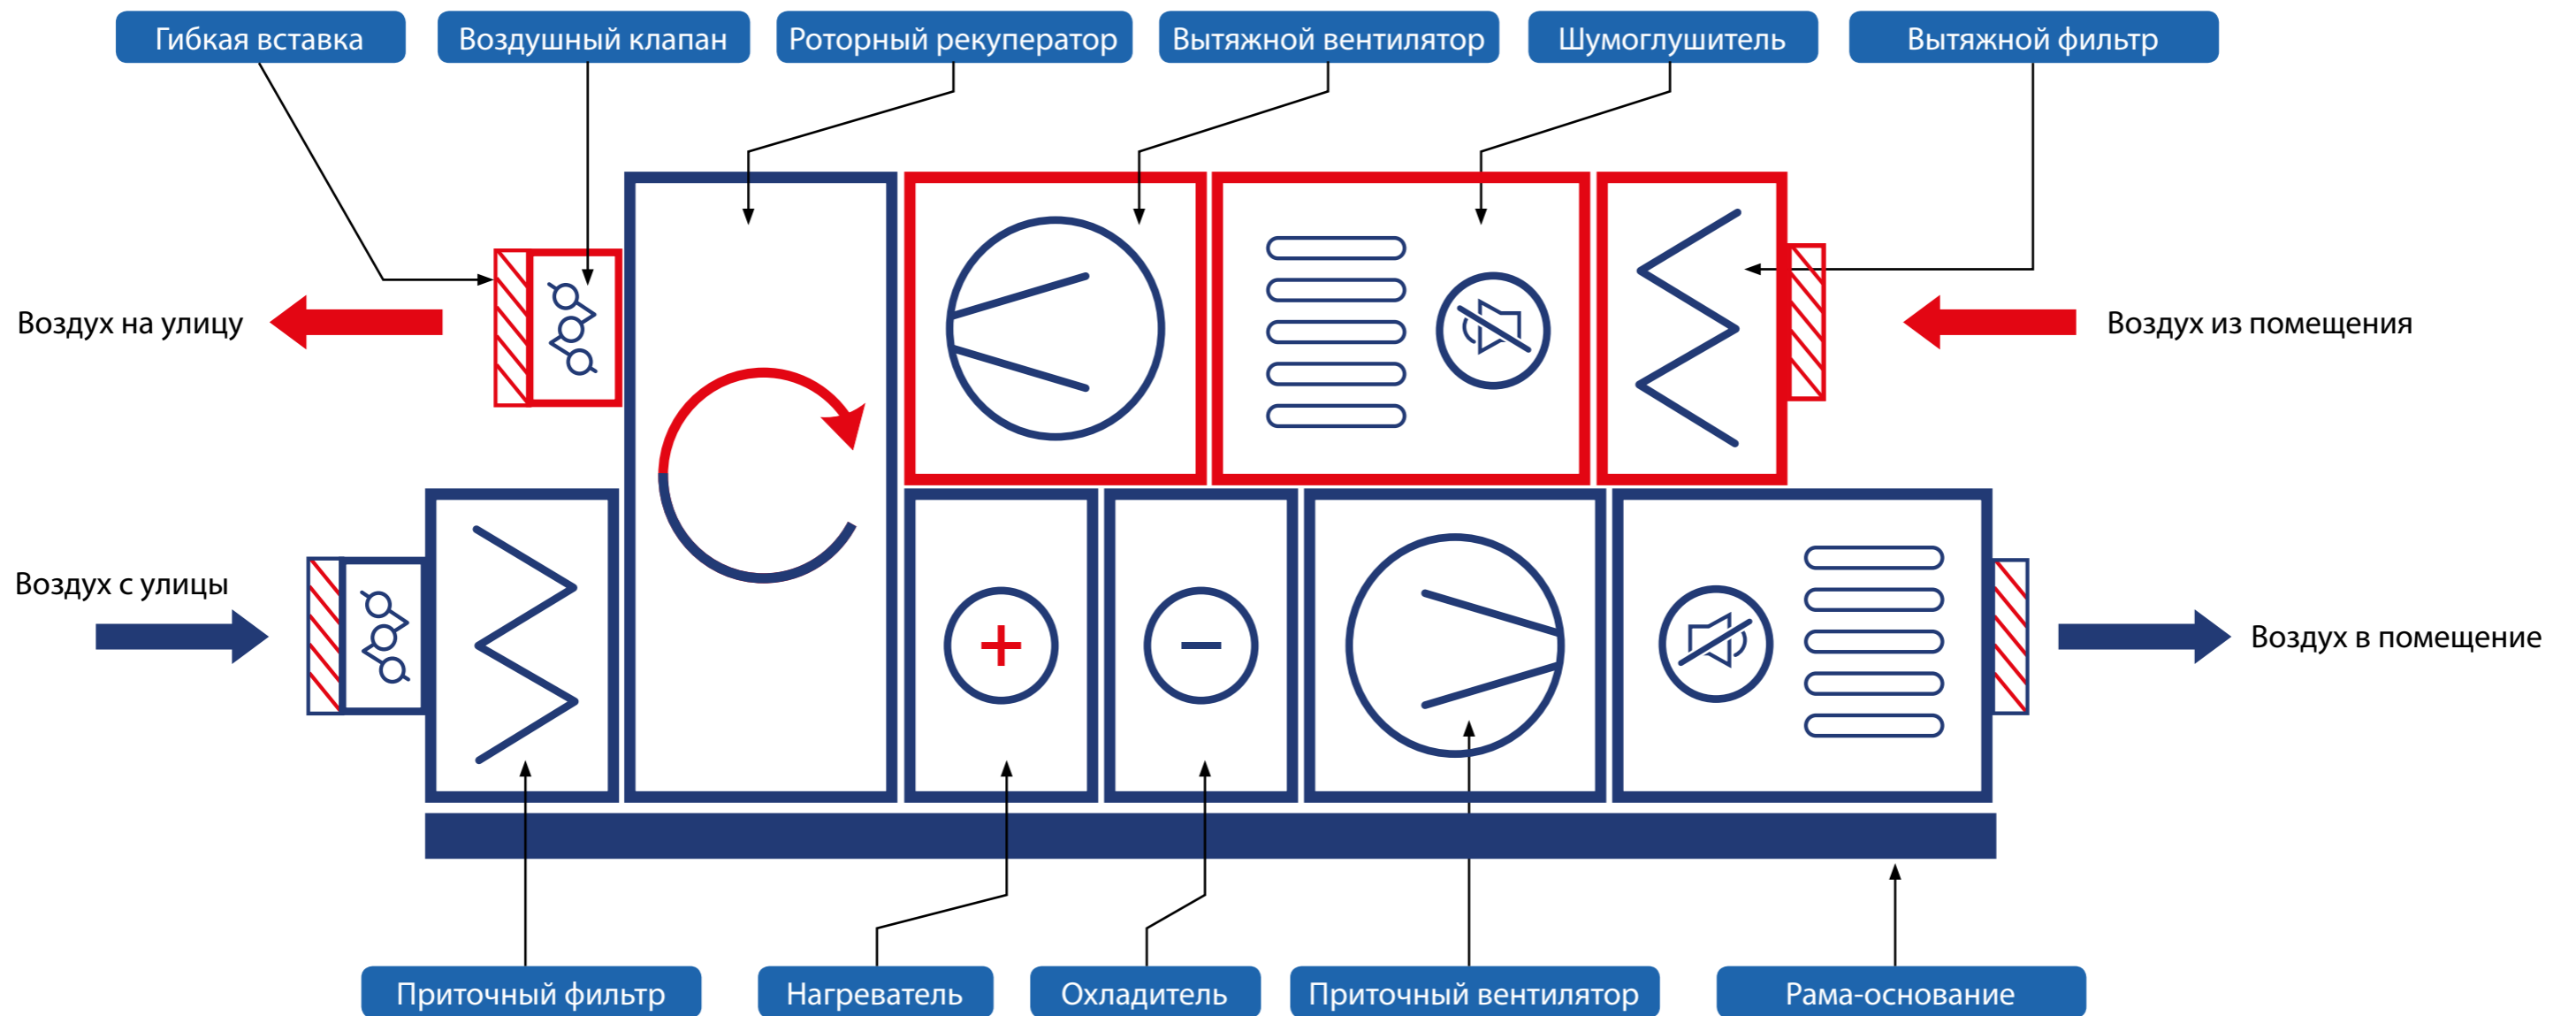 Гибкая вставка
Воздушный клапан
Роторный рекуператор
Вытяжной вентилятор
Шумоглушитель
Вытяжной фильтр
Воздух на улицу
Воздух из помещения
Воздух с улицы
Воздух в помещение
Приточный фильтр
Нагреватель
Охладитель
Приточный вентилятор
Рама-основание